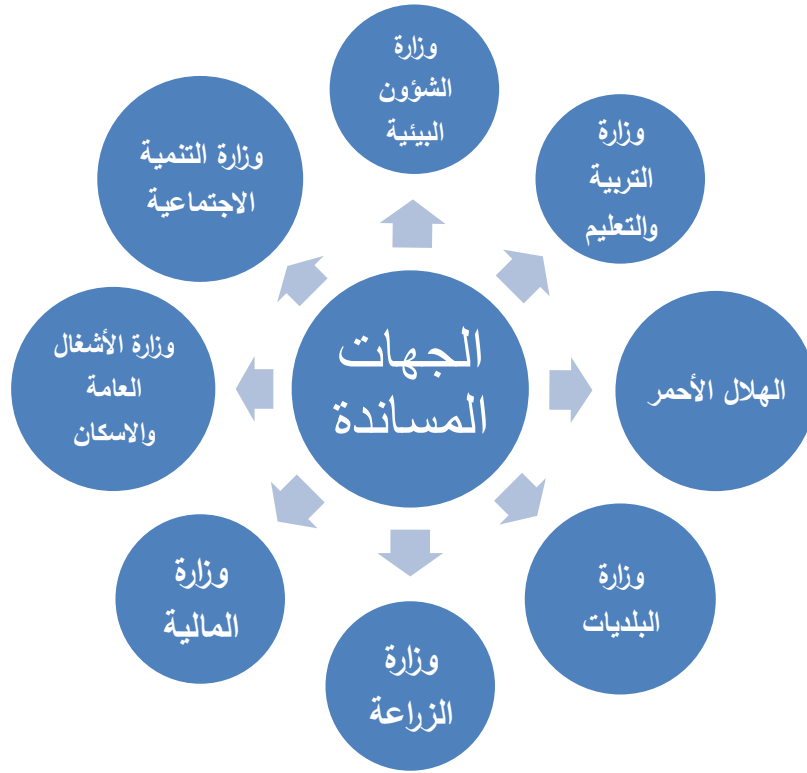 وزارة
الشؤون
البيئية
وزارة
التربية
والتعليم
الهلال الأحمر
وزارة
البلديات
وزارة
الزراعة
وزارة
المالية
وزارة الأشغال
العامة
والاسكان
وزارة التنمية
الاجتماعية
الجهات
المساندة